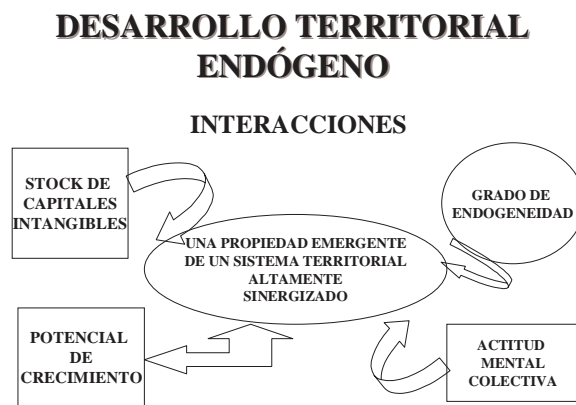 DESARROLLO TERRITORIAL
ENDÓGENO
INTERACCIONES
STOCK DE
CAPITALES
INTANGIBLES
GRADO DE
ENDOGENEIDAD
UNA PROPIEDAD EMERGENTE
DE UN SISTEMA TERRITORIAL
ALTAMENTE
SINERGIZADO
POTENCIAL
DE
CRECIMIENTO
ACTITUD
MENTAL
COLECTIVA